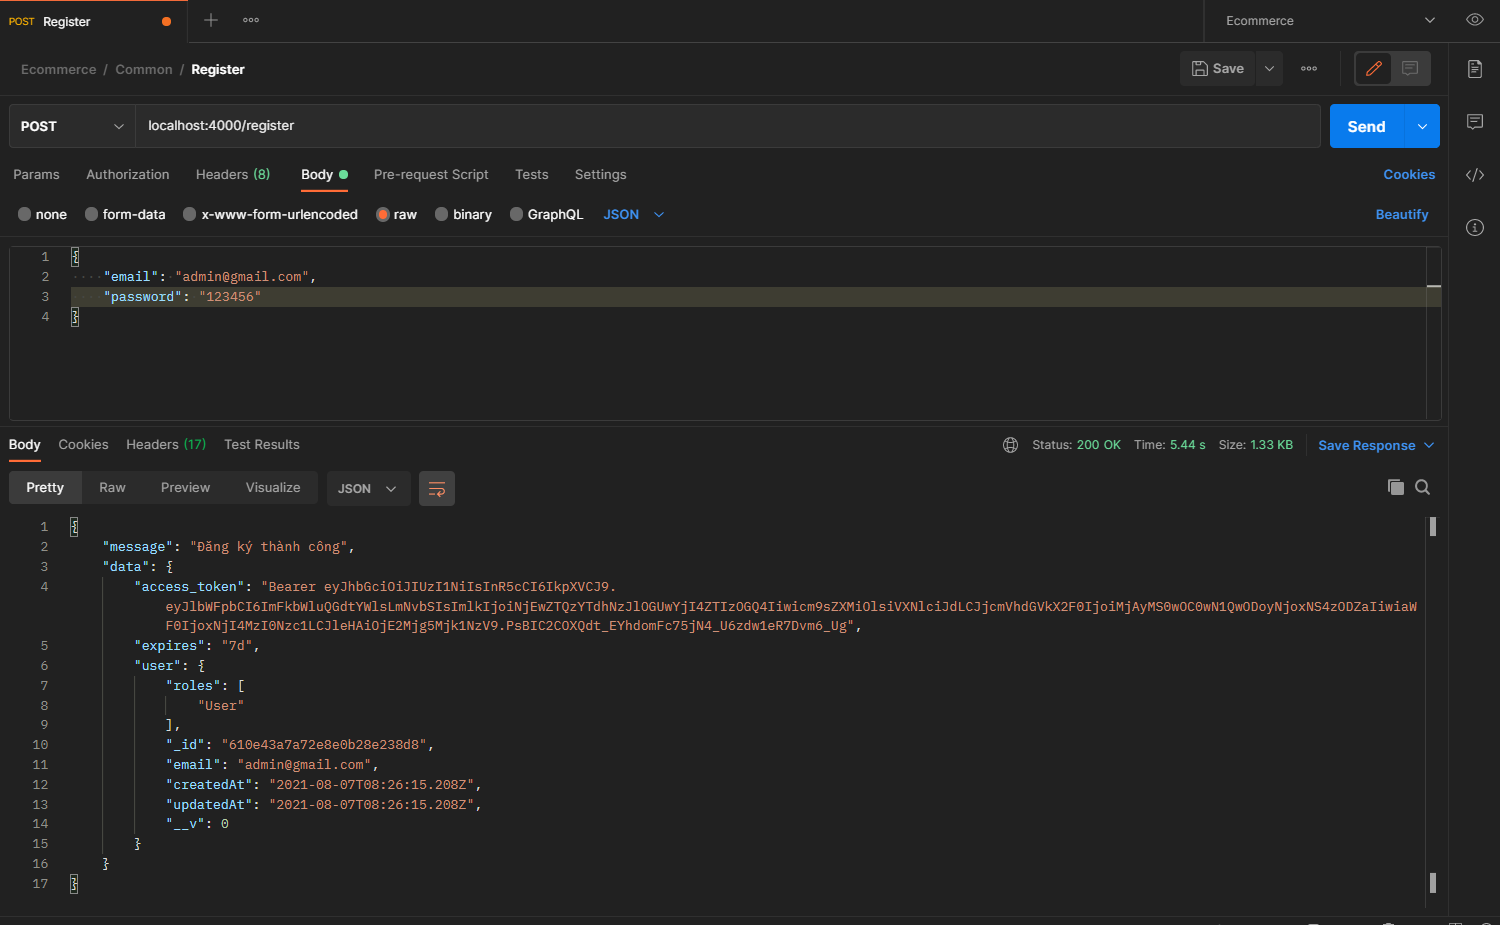 POST Register
Ecommerce
Ecommerce / Common / Register
Save
POST localhost:4000/register
Send
Params Authorization Headers (8) Body Pre-request Script Tests Settings Cookies
none form-data x-www-form-urlencoded raw binary GraphQL JSON Beautify
1 {
2 "email": "admin@gmail.com",
3 "password": "123456"
4 }
Body Cookies Headers (17) Test Results Status: 200 OK Time: 5.44 s Size: 1.33 KB Save Response
Pretty Raw Preview Visualize JSON
1 {
2 "message": "Đăng ký thành công",
3 "data": {
4 "access_token": "Bearer eyJhbGciOiJIUzI1NiIsInR5cCI6IkpXVCJ9.
eyJlbWFpbCI6ImFkbWluQGdtYWlsLmNvbSIsImlkIjoiNjEwZTQzYTdhNzJlOGUwYjI4ZTIzOGQ4Iiwicm9sZXMiOlsiVXNlciJdLCJjcmVhdGVkX2F0IjoiMjAyMS0wOC0wN1QwODoyNjoxNS4zODZaIiwiaW
F0IjoxNjI4MzI0Nzc1LCJleHAiOjE2Mjg5Mjk1NzV9.PsBIC2COXQdt_EYhdomFc75jN4_U6zdw1eR7Dvm6_Ug",
5 "expires": "7d",
6 "user": {
7 "roles": [
8 "User"
9 ],
10 "_id": "610e43a7a72e8e0b28e238d8",
11 "email": "admin@gmail.com",
12 "createdAt": "2021-08-07T08:26:15.208Z",
13 "updatedAt": "2021-08-07T08:26:15.208Z",
14 "__v": 0
15 }
16 }
17 }